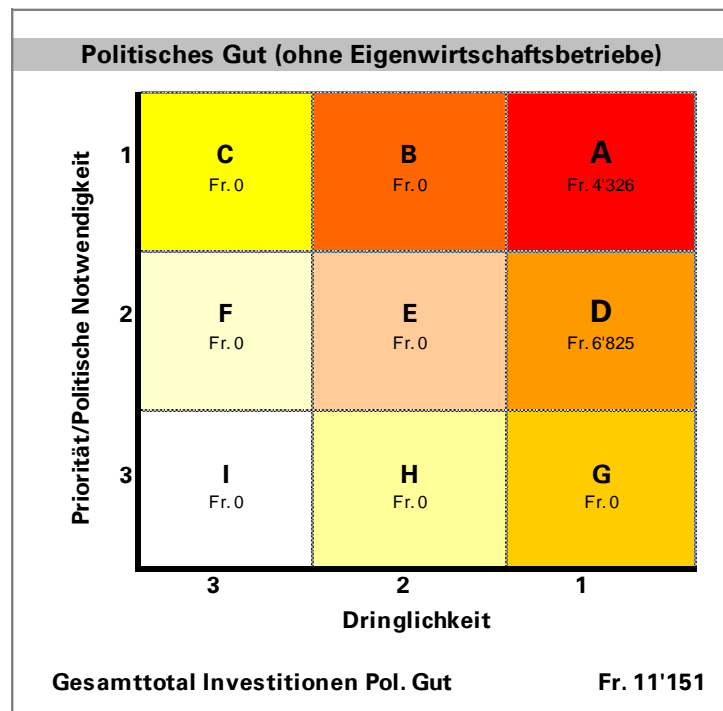 Politisches Gut (ohne Eigenwirtschaftsbetriebe)
Priorität/Politische Notwendigkeit
1
C
B
A
Fr. 0
Fr. 0
Fr. 4'326
2
F
E
D
Fr. 0
Fr. 0
Fr. 6'825
3
I
H
G
Fr. 0
Fr. 0
Fr. 0
3
2
1
Dringlichkeit
Gesamttotal Investitionen Pol. Gut Fr. 11'151